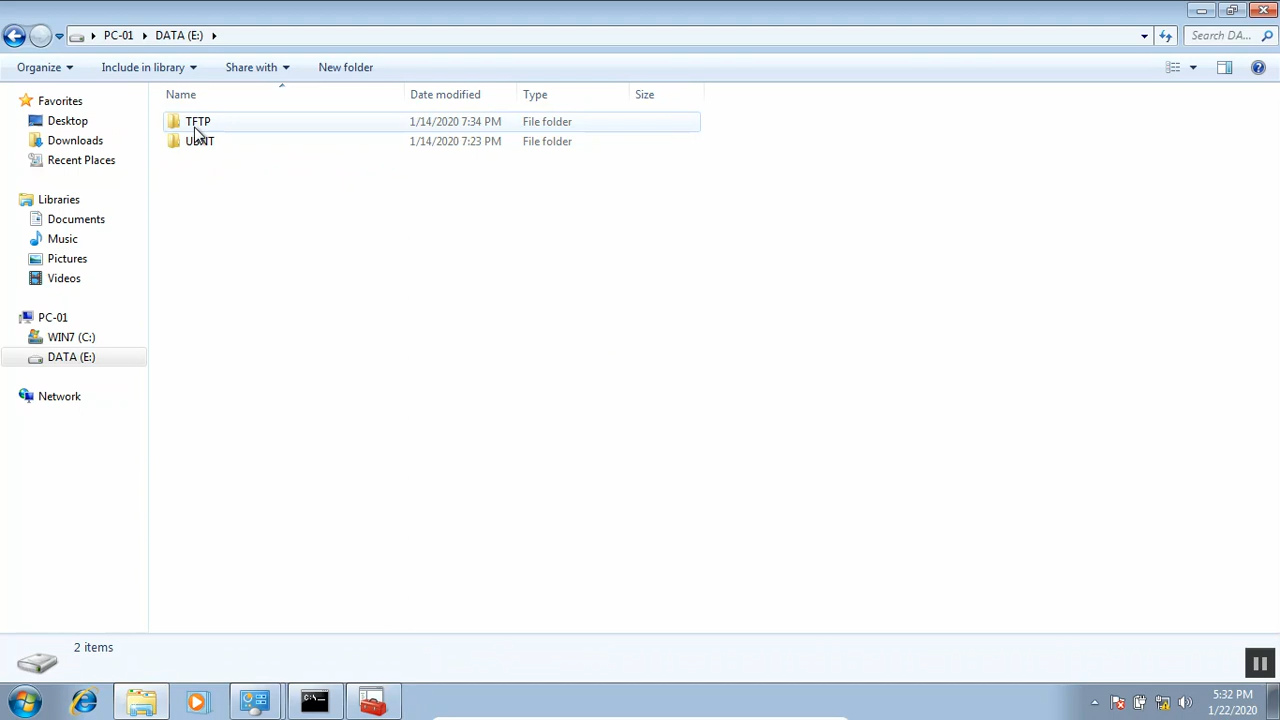 PC-01 DATA (E:) Search DA...
Organize Include in library Share with New folder
Name Date modified Type Size
Favorites
Desktop
Downloads
Recent Places
Libraries
Documents
Music
Pictures
Videos
PC-01
WIN7 (C:)
DATA (E:)
Network
TFTP 1/14/2020 7:34 PM File folder
1/14/2020 7:23 PM File folder
2 items
C:\
5:32 PM
1/22/2020